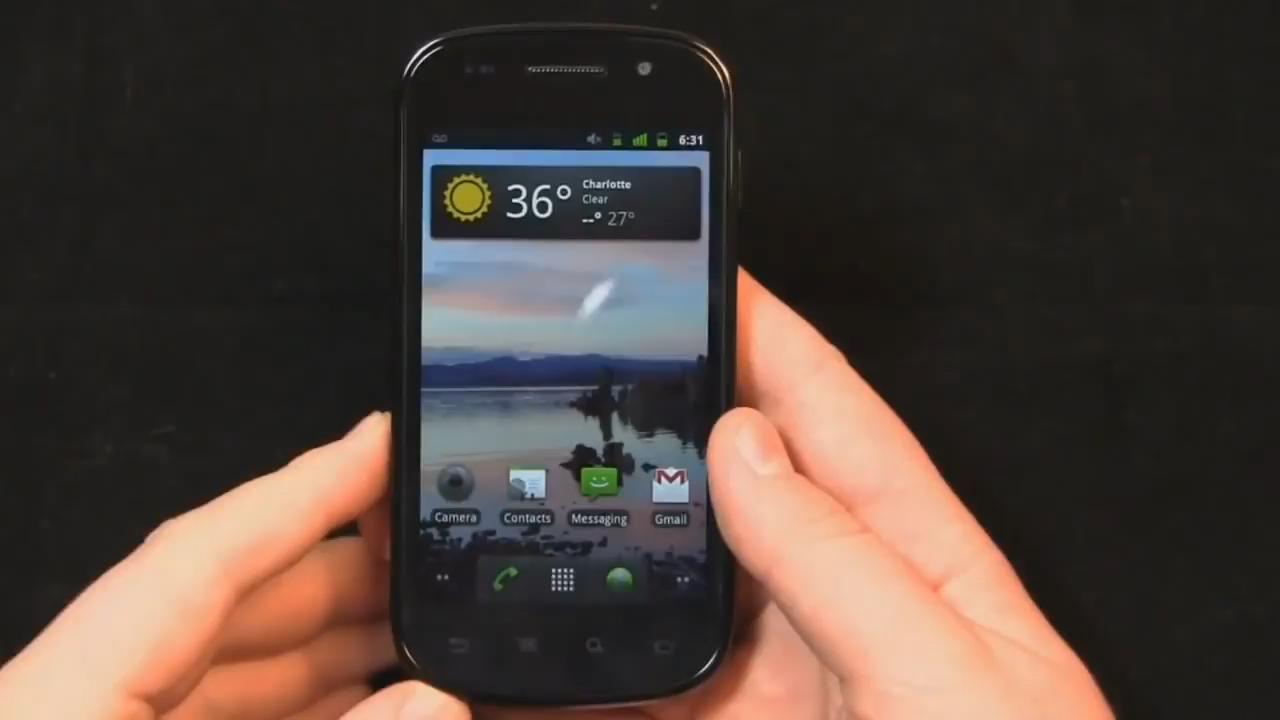 6:31
36°
Charlotte
Clear
--° 27°
Camera
Contacts
Messaging
Gmail